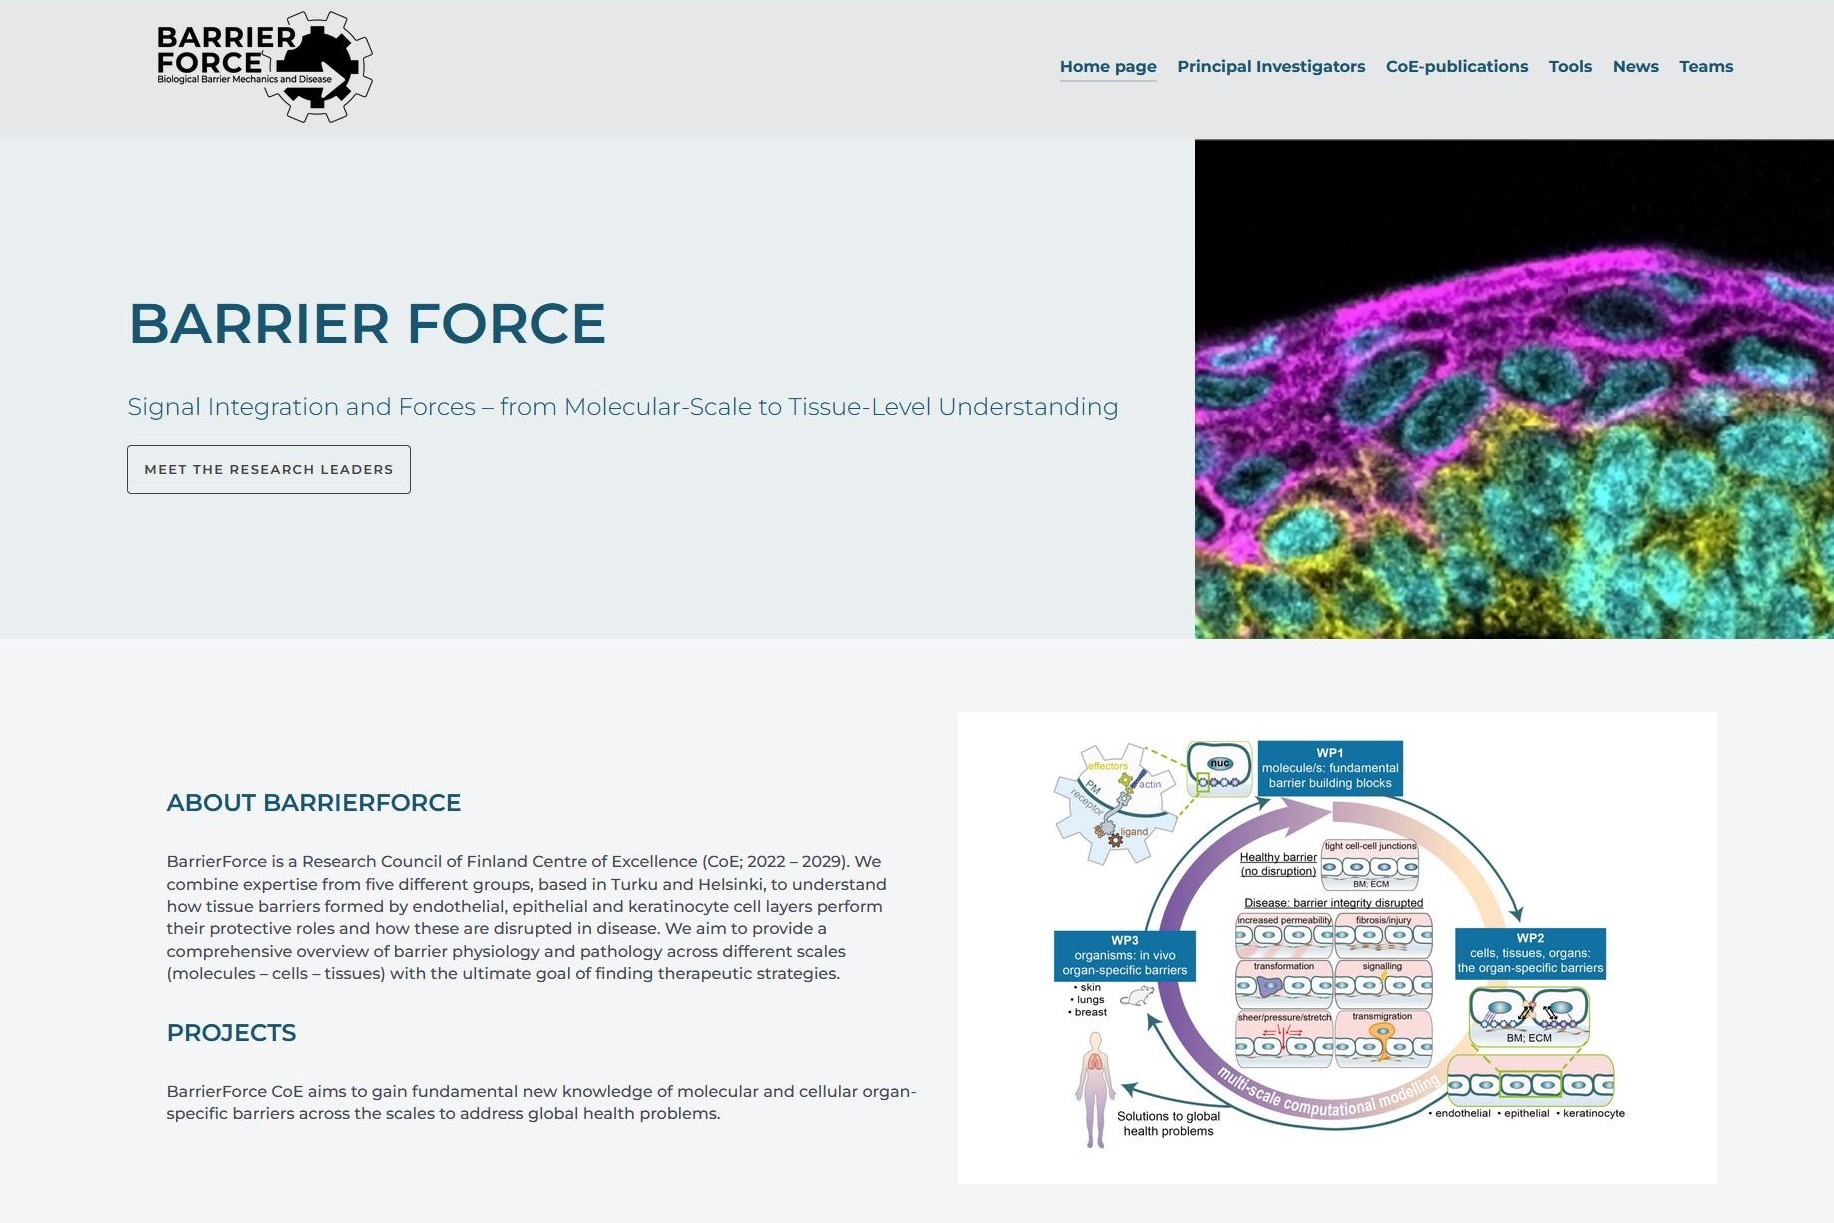 BARRIER
FORCE
Biological Barrier Mechanics and Disease
Home page
Principal Investigators
CoE-publications
Tools
News
Teams
BARRIER FORCE
Signal Integration and Forces – from Molecular-Scale to Tissue-Level Understanding
MEET THE RESEARCH LEADERS
ABOUT BARRIERFORCE
BarrierForce is a Research Council of Finland Centre of Excellence (CoE; 2022 – 2029). We
combine expertise from five different groups, based in Turku and Helsinki, to understand
how tissue barriers formed by endothelial, epithelial and keratinocyte cell layers perform
their protective roles and how these are disrupted in disease. We aim to provide a
comprehensive overview of barrier physiology and pathology across different scales
(molecules – cells – tissues) with the ultimate goal of finding therapeutic strategies.
PROJECTS
BarrierForce CoE aims to gain fundamental new knowledge of molecular and cellular organ-
specific barriers across the scales to address global health problems.
effectors
PM
actin
receptor
ligand
nuc
WP1
molecule/s: fundamental
barrier building blocks
Healthy barrier
(no disruption)
tight cell-cell junctions
BM; ECM
Disease: barrier integrity disrupted
increased permeability
fibrosis/injury
transformation
signalling
sheer/pressure/stretch
transmigration
WP3
organisms: in vivo
organ-specific barriers
• skin
• lungs
• breast
WP2
cells, tissues, organs:
the organ-specific barriers
BM; ECM
• endothelial • epithelial • keratinocyte
multi-scale computational modelling
Solutions to global
health problems